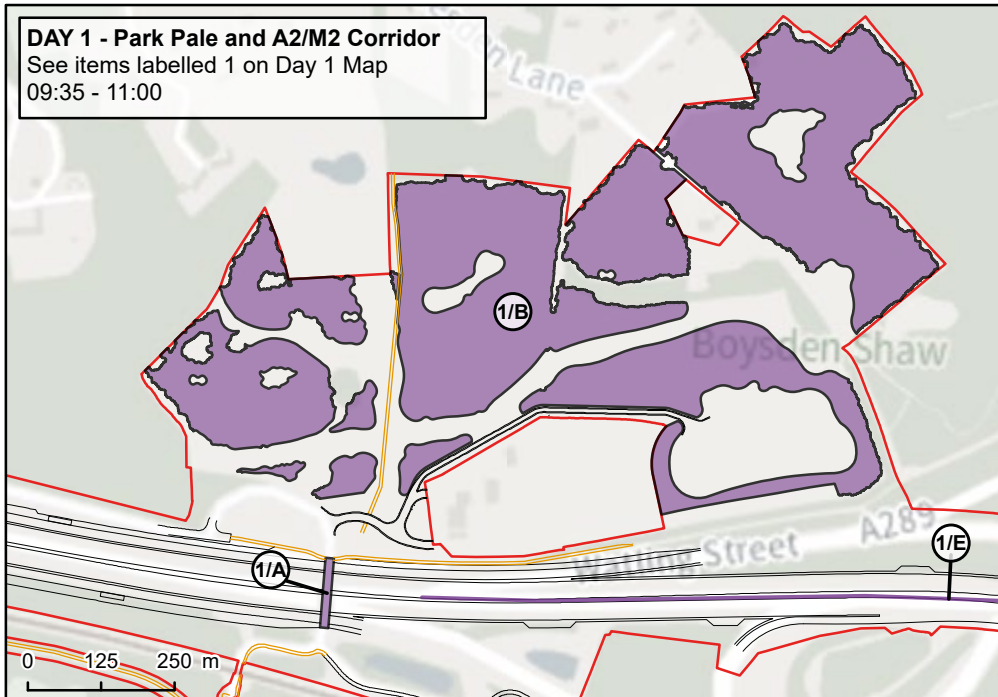 DAY 1 - Park Pale and A2/M2 Corridor
See items labelled 1 on Day 1 Map
09:35 - 11:00
Lane
1/B
Boysden Shaw
A289
1/E
Watling Street
1/A
0 125 250 m